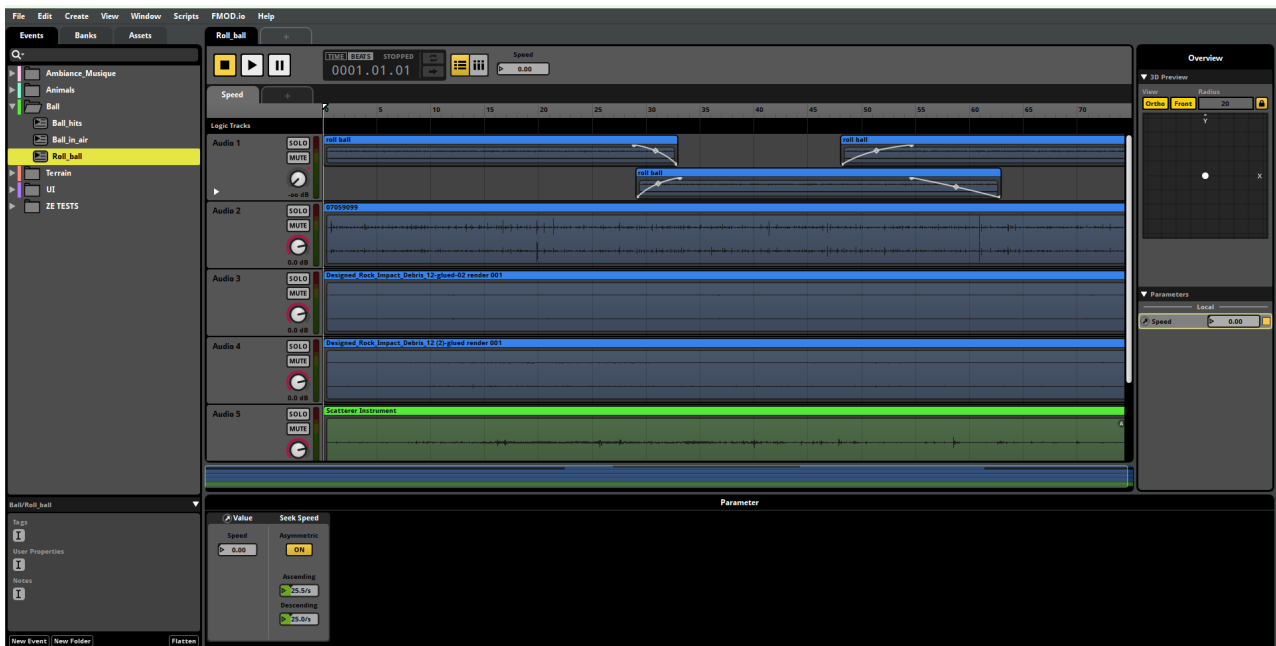 File Edit Create View Window Scripts FMOD.io Help
Events Banks Assets
Roll_ball +
TIME BEATS STOPPED
0001.01.01
Speed
0.00
Overview
3D Preview
View Radius
Ortho Front 20
Y
X
Ambiance_Musique
Animals
Ball
Ball_hits
Ball_in_air
Roll_ball
Terrain
UI
ZE TESTS
Speed +
0 5 10 15 20 25 30 35 40 45 50 55 60 65 70
Logic Tracks
Audio 1 SOLO
MUTE
-oo dB
roll ball
roll ball
roll ball
Audio 2 SOLO
MUTE
0.0 dB
07059099
Audio 3 SOLO
MUTE
0.0 dB
Designed_Rock_Impact_Debris_12-glued-02 render 001
Audio 4 SOLO
MUTE
0.0 dB
Designed_Rock_Impact_Debris_12 (2)-glued render 001
Audio 5 SOLO
MUTE
Scatterer Instrument
A
Parameters
Local
Speed 0.00
Ball/Roll_ball
Tags
User Properties
Notes
New Event New Folder Flatten
Parameter
Value Seek Speed
Speed Asymmetric
0.00 ON
Ascending
25.5/s
Descending
25.0/s